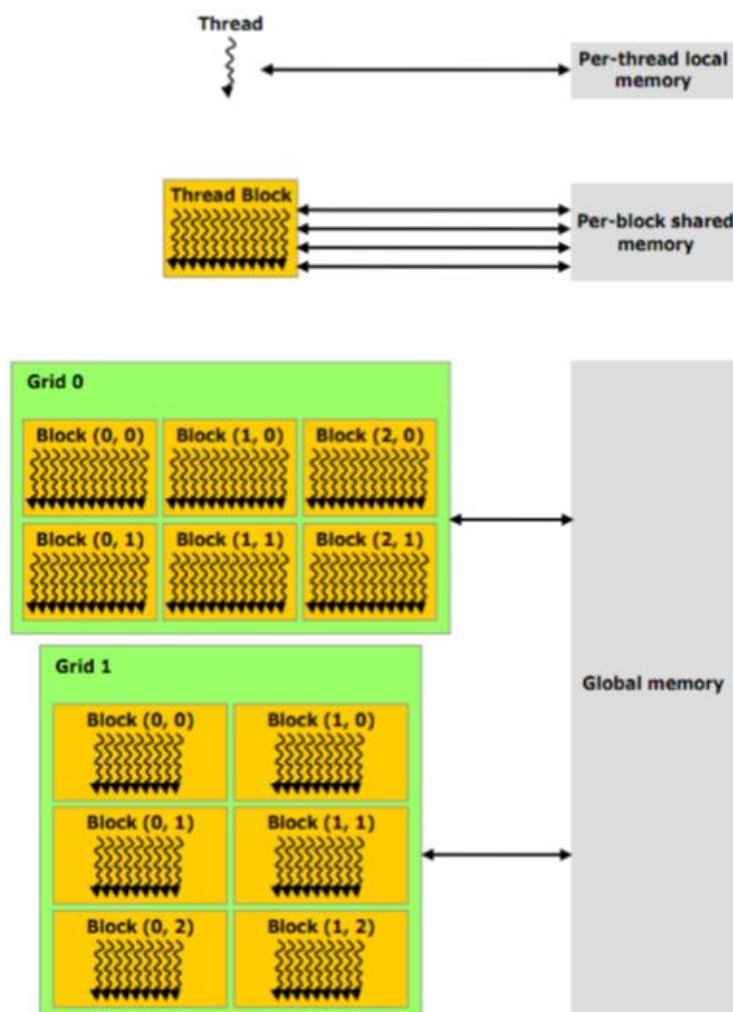 Thread
Per-thread local
memory
Thread Block
Per-block shared
memory
Grid 0
Block (0, 0) Block (1, 0) Block (2, 0)
Block (0, 1) Block (1, 1) Block (2, 1)
Global memory
Grid 1
Block (0, 0) Block (1, 0)
Block (0, 1) Block (1, 1)
Block (0, 2) Block (1, 2)